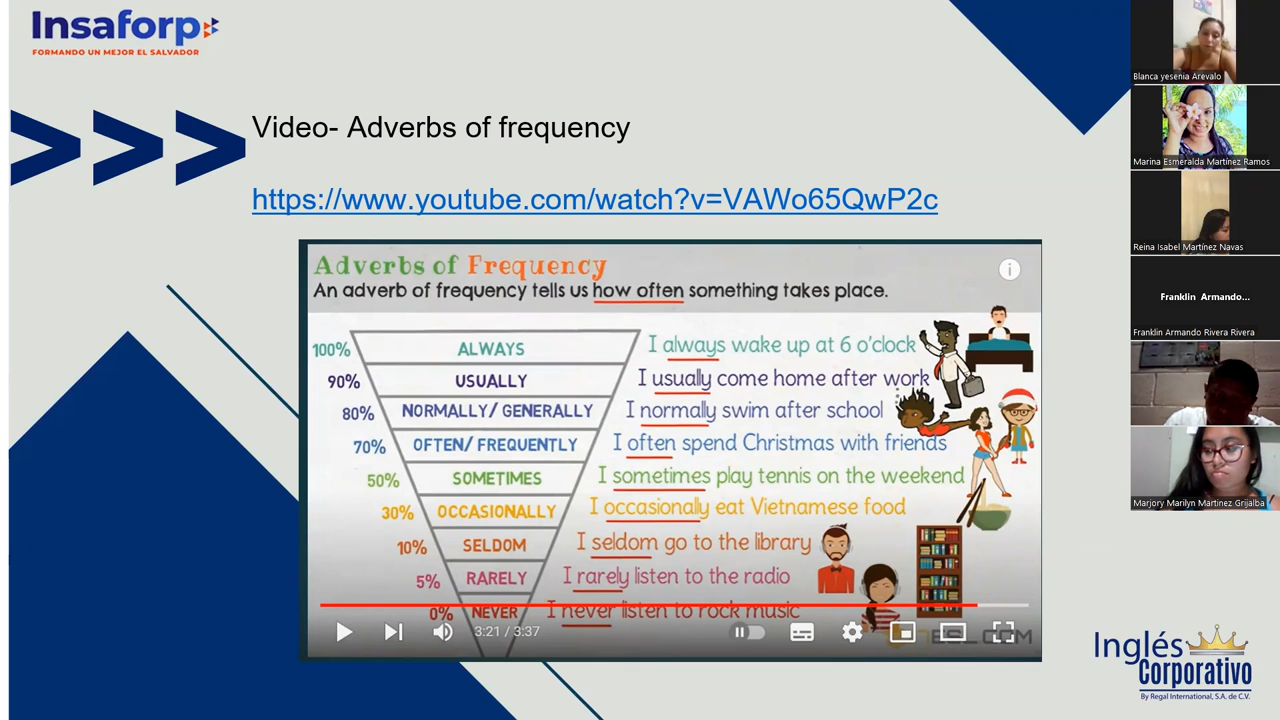 Insaforp
FORMANDO UN MEJOR EL SALVADOR
>>>
Video- Adverbs of frequency
https://www.youtube.com/watch?v=VAWo65QwP2c
Adverbs of Frequency
An adverb of frequency tells us how often something takes place.
100% ALWAYS I always wake up at 6 o'clock
90% USUALLY I usually come home after work
80% NORMALLY/ GENERALLY I normally swim after school
70% OFTEN/ FREQUENTLY I often spend Christmas with friends
50% SOMETIMES I sometimes play tennis on the weekend
30% OCCASIONALLY I occasionally eat Vietnamese food
10% SELDOM I seldom go to the library
5% RARELY I rarely listen to the radio
0% NEVER I never listen to rock music
3:21 / 3:37
ESL.COM
Blanca yesenia Arevalo
Marina Esmeralda Martínez Ramos
Reina Isabel Martínez Navas
Franklin Armando...
Franklin Armando Rivera Rivera
Marjory Marilyn Martínez Grijalba
Inglés
Corporativo
By Regal International, S.A. de C.V.